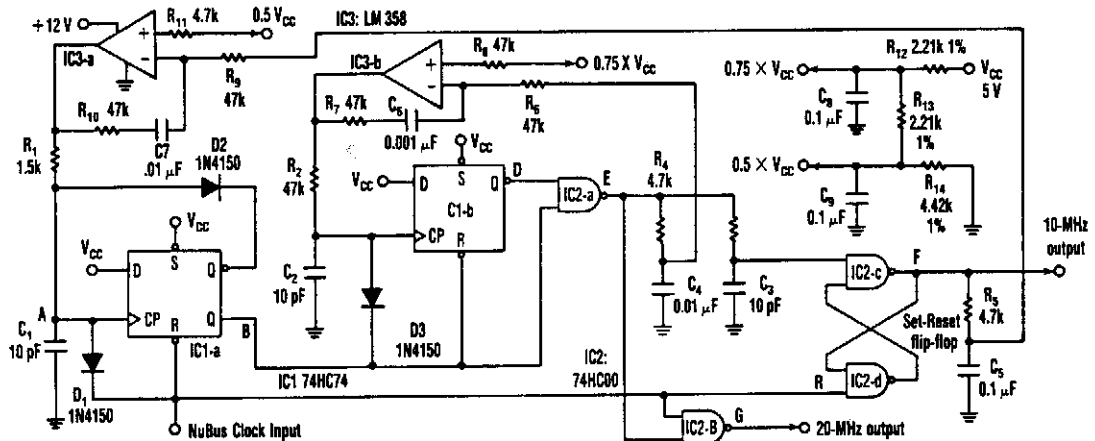 +12 V
R11 4.7k
0.5 VCC
IC3: LM 358
IC3-a
R9
47k
R10 47k
C7
.01 µF
R1
1.5k
D2
1N4150
IC3-b
R8 47k
0.75 X VCC
R7 47k
C6
0.001 µF
R6
47k
R2
47k
VCC
VCC
D
S
Q
D
C1-b
CP
R
C2
10 pF
D3
1N4150
IC2-a
E
R4
4.7k
C4
0.01 µF
C3
10 pF
0.75 × VCC
R12 2.21k 1%
VCC
5 V
C8
0.1 µF
R13
2.21k
1%
0.5 × VCC
R14
4.42k
1%
C9
0.1 µF
10-MHz
output
VCC
VCC
D
S
Q
A
CP
R
Q
B
C1
10 pF
IC1-a
D1
1N4150
IC1 74HC74
IC2:
74HC00
IC2-c
F
Set-Reset
flip-flop
R5
4.7k
R
IC2-d
C5
0.1 µF
NuBus Clock Input
IC2-B
G
20-MHz output